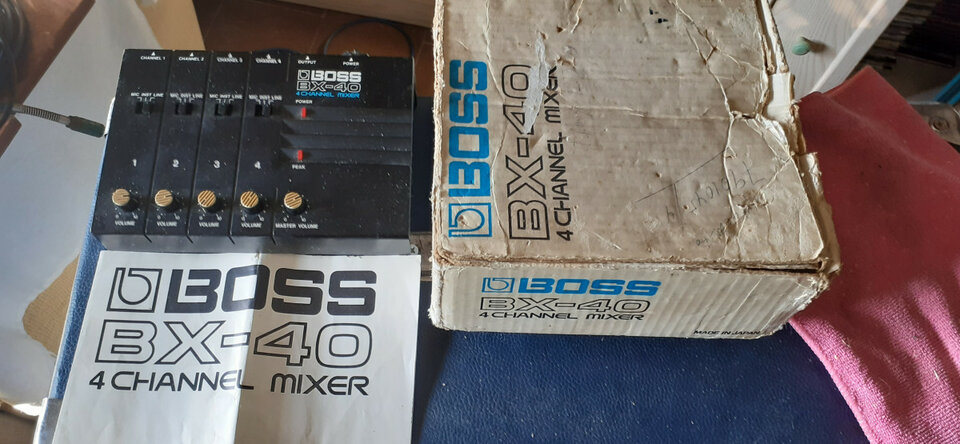 CHANNEL 1 CHANNEL 2 CHANNEL 3 CHANNEL 4 OUTPUT POWER
BOSS
BX-40
4 CHANNEL MIXER
MIC INST LINE MIC INST LINE MIC INST LINE MIC INST LINE
POWER
1 2 3 4
PEAK
VOLUME VOLUME VOLUME VOLUME MASTER VOLUME
BOSS
BX-40
4 CHANNEL MIXER
BOSS
BX-40
4 CHANNEL MIXER
BOSS
BX-40
4 CHANNEL MIXER
MADE IN JAPAN